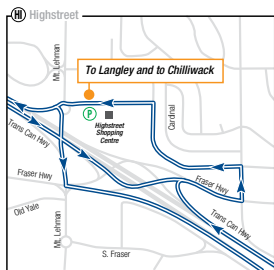 HI Highstreet
Mt. Lehman
To Langley and to Chilliwack
P
Highstreet
Shopping
Centre
Cardinal
Trans Can Hwy
Fraser Hwy
Fraser Hwy
Old Yale
Mt. Lehman
Trans Can Hwy
S. Fraser